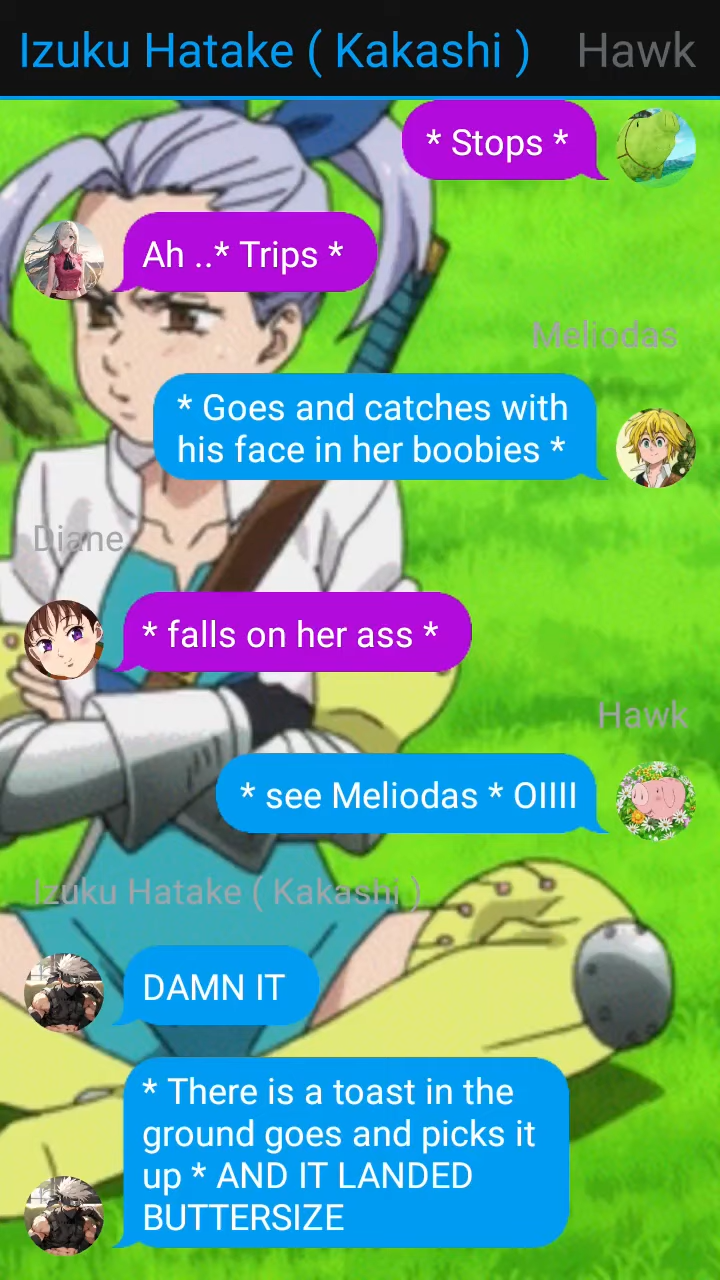 Izuku Hatake ( Kakashi ) Hawk
* Stops *
Ah ..* Trips *
Meliodas
* Goes and catches with
his face in her boobies *
Diane
* falls on her ass *
Hawk
* see Meliodas * OIIII
Izuku Hatake ( Kakashi )
DAMN IT
* There is a toast in the
ground goes and picks it
up * AND IT LANDED
BUTTERSIZE